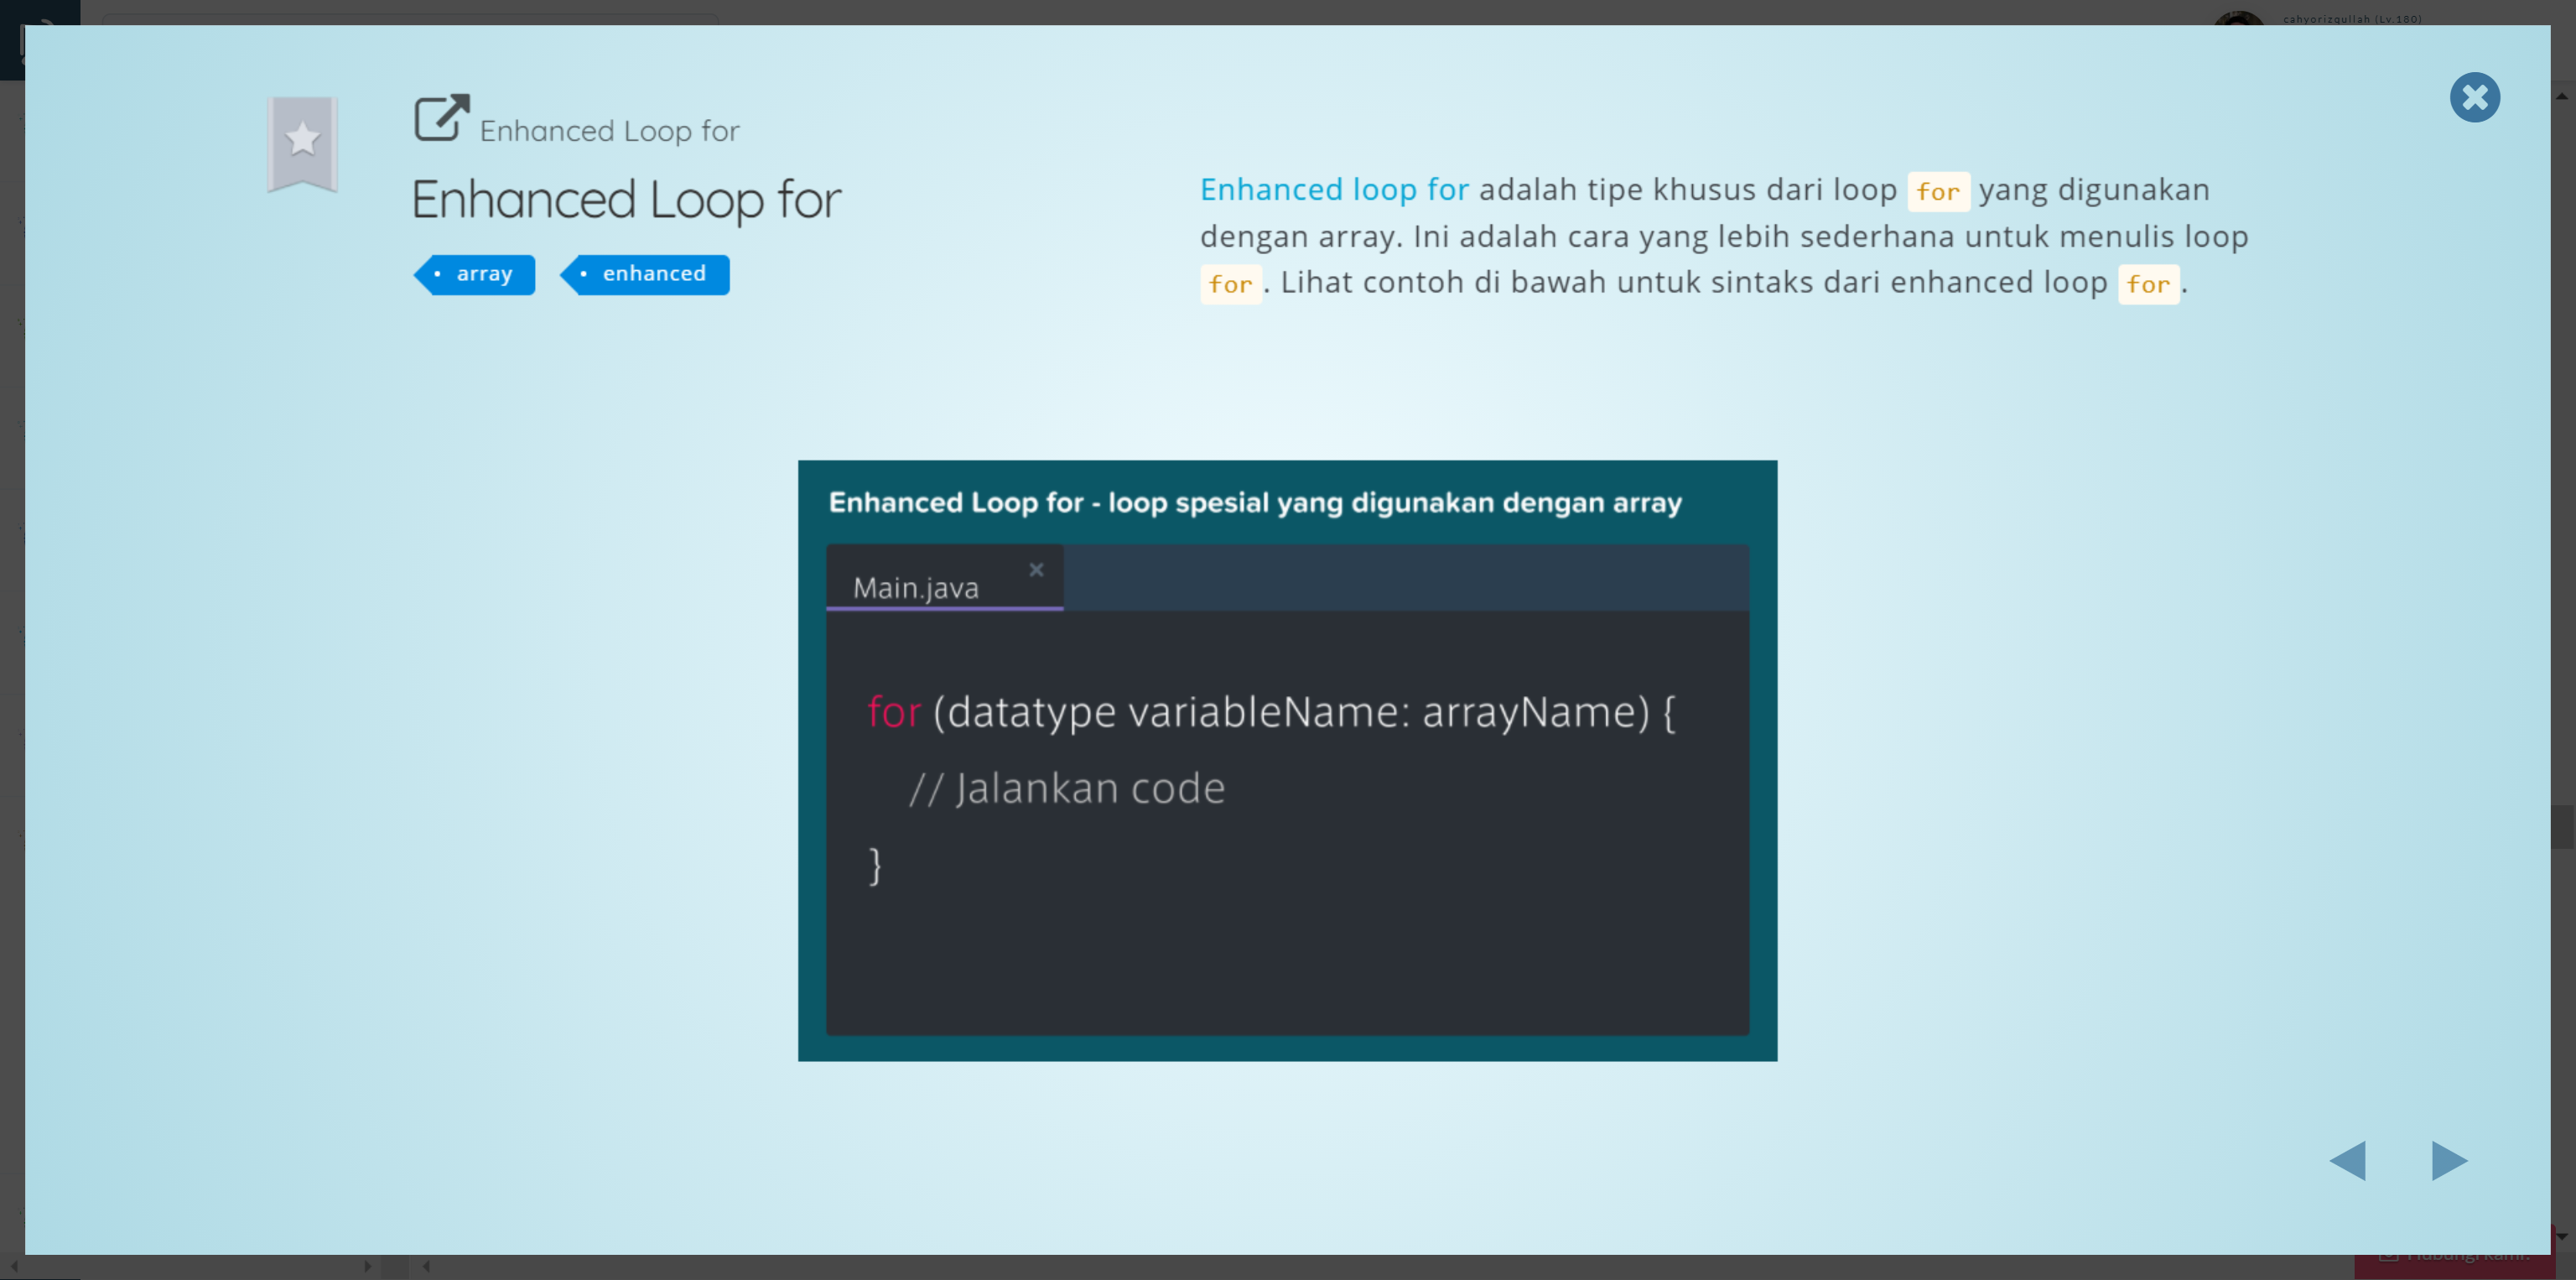 cahyorizqullah (Lv.180)
Enhanced Loop for
Enhanced Loop for
array enhanced
Enhanced loop for adalah tipe khusus dari loop for yang digunakan
dengan array. Ini adalah cara yang lebih sederhana untuk menulis loop
for. Lihat contoh di bawah untuk sintaks dari enhanced loop for.
Enhanced Loop for - loop spesial yang digunakan dengan array
Main.java
for (datatype variableName: arrayName) {
// Jalankan code
}
Hubungi kami!